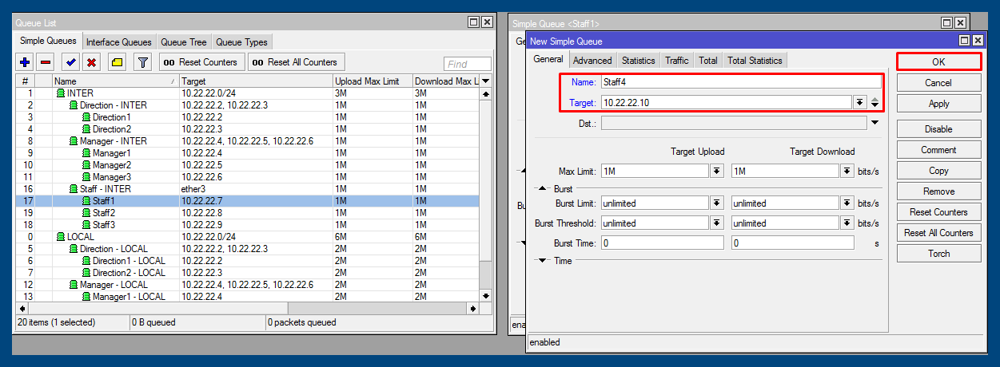 Queue List
Simple Queues Interface Queues Queue Tree Queue Types
00 Reset Counters 00 Reset All Counters Find
# Name / Target Upload Max Limit Download Max L
1 INTER 10.22.22.0/24 3M 3M
2 Direction - INTER 10.22.22.2, 10.22.22.3 1M 1M
3 Direction1 10.22.22.2 1M 1M
4 Direction2 10.22.22.3 1M 1M
8 Manager - INTER 10.22.22.4, 10.22.22.5, 10.22.22.6 1M 1M
9 Manager1 10.22.22.4 1M 1M
10 Manager2 10.22.22.5 1M 1M
11 Manager3 10.22.22.6 1M 1M
16 Staff - INTER ether3 1M 1M
17 Staff1 10.22.22.7 1M 1M
19 Staff2 10.22.22.8 1M 1M
18 Staff3 10.22.22.9 1M 1M
0 LOCAL 10.22.22.0/24 6M 6M
5 Direction - LOCAL 10.22.22.2, 10.22.22.3 2M 2M
6 Direction1 - LOCAL 10.22.22.2 2M 2M
7 Direction2 - LOCAL 10.22.22.3 2M 2M
12 Manager - LOCAL 10.22.22.4, 10.22.22.5, 10.22.22.6 2M 2M
13 Manager1 - LOCAL 10.22.22.4 2M 2M
20 items (1 selected) 0 B queued 0 packets queued
Simple Queue <Staff1>
Ge
Bu
ena
New Simple Queue
General Advanced Statistics Traffic Total Total Statistics
Name: Staff4
Target: 10.22.22.10
Dst.:
Target Upload Target Download
Max Limit: 1M 1M bits/s
Burst
Burst Limit: unlimited unlimited bits/s
Burst Threshold: unlimited unlimited bits/s
Burst Time: 0 0 s
Time
enabled
OK
Cancel
Apply
Disable
Comment
Copy
Remove
Reset Counters
Reset All Counters
Torch